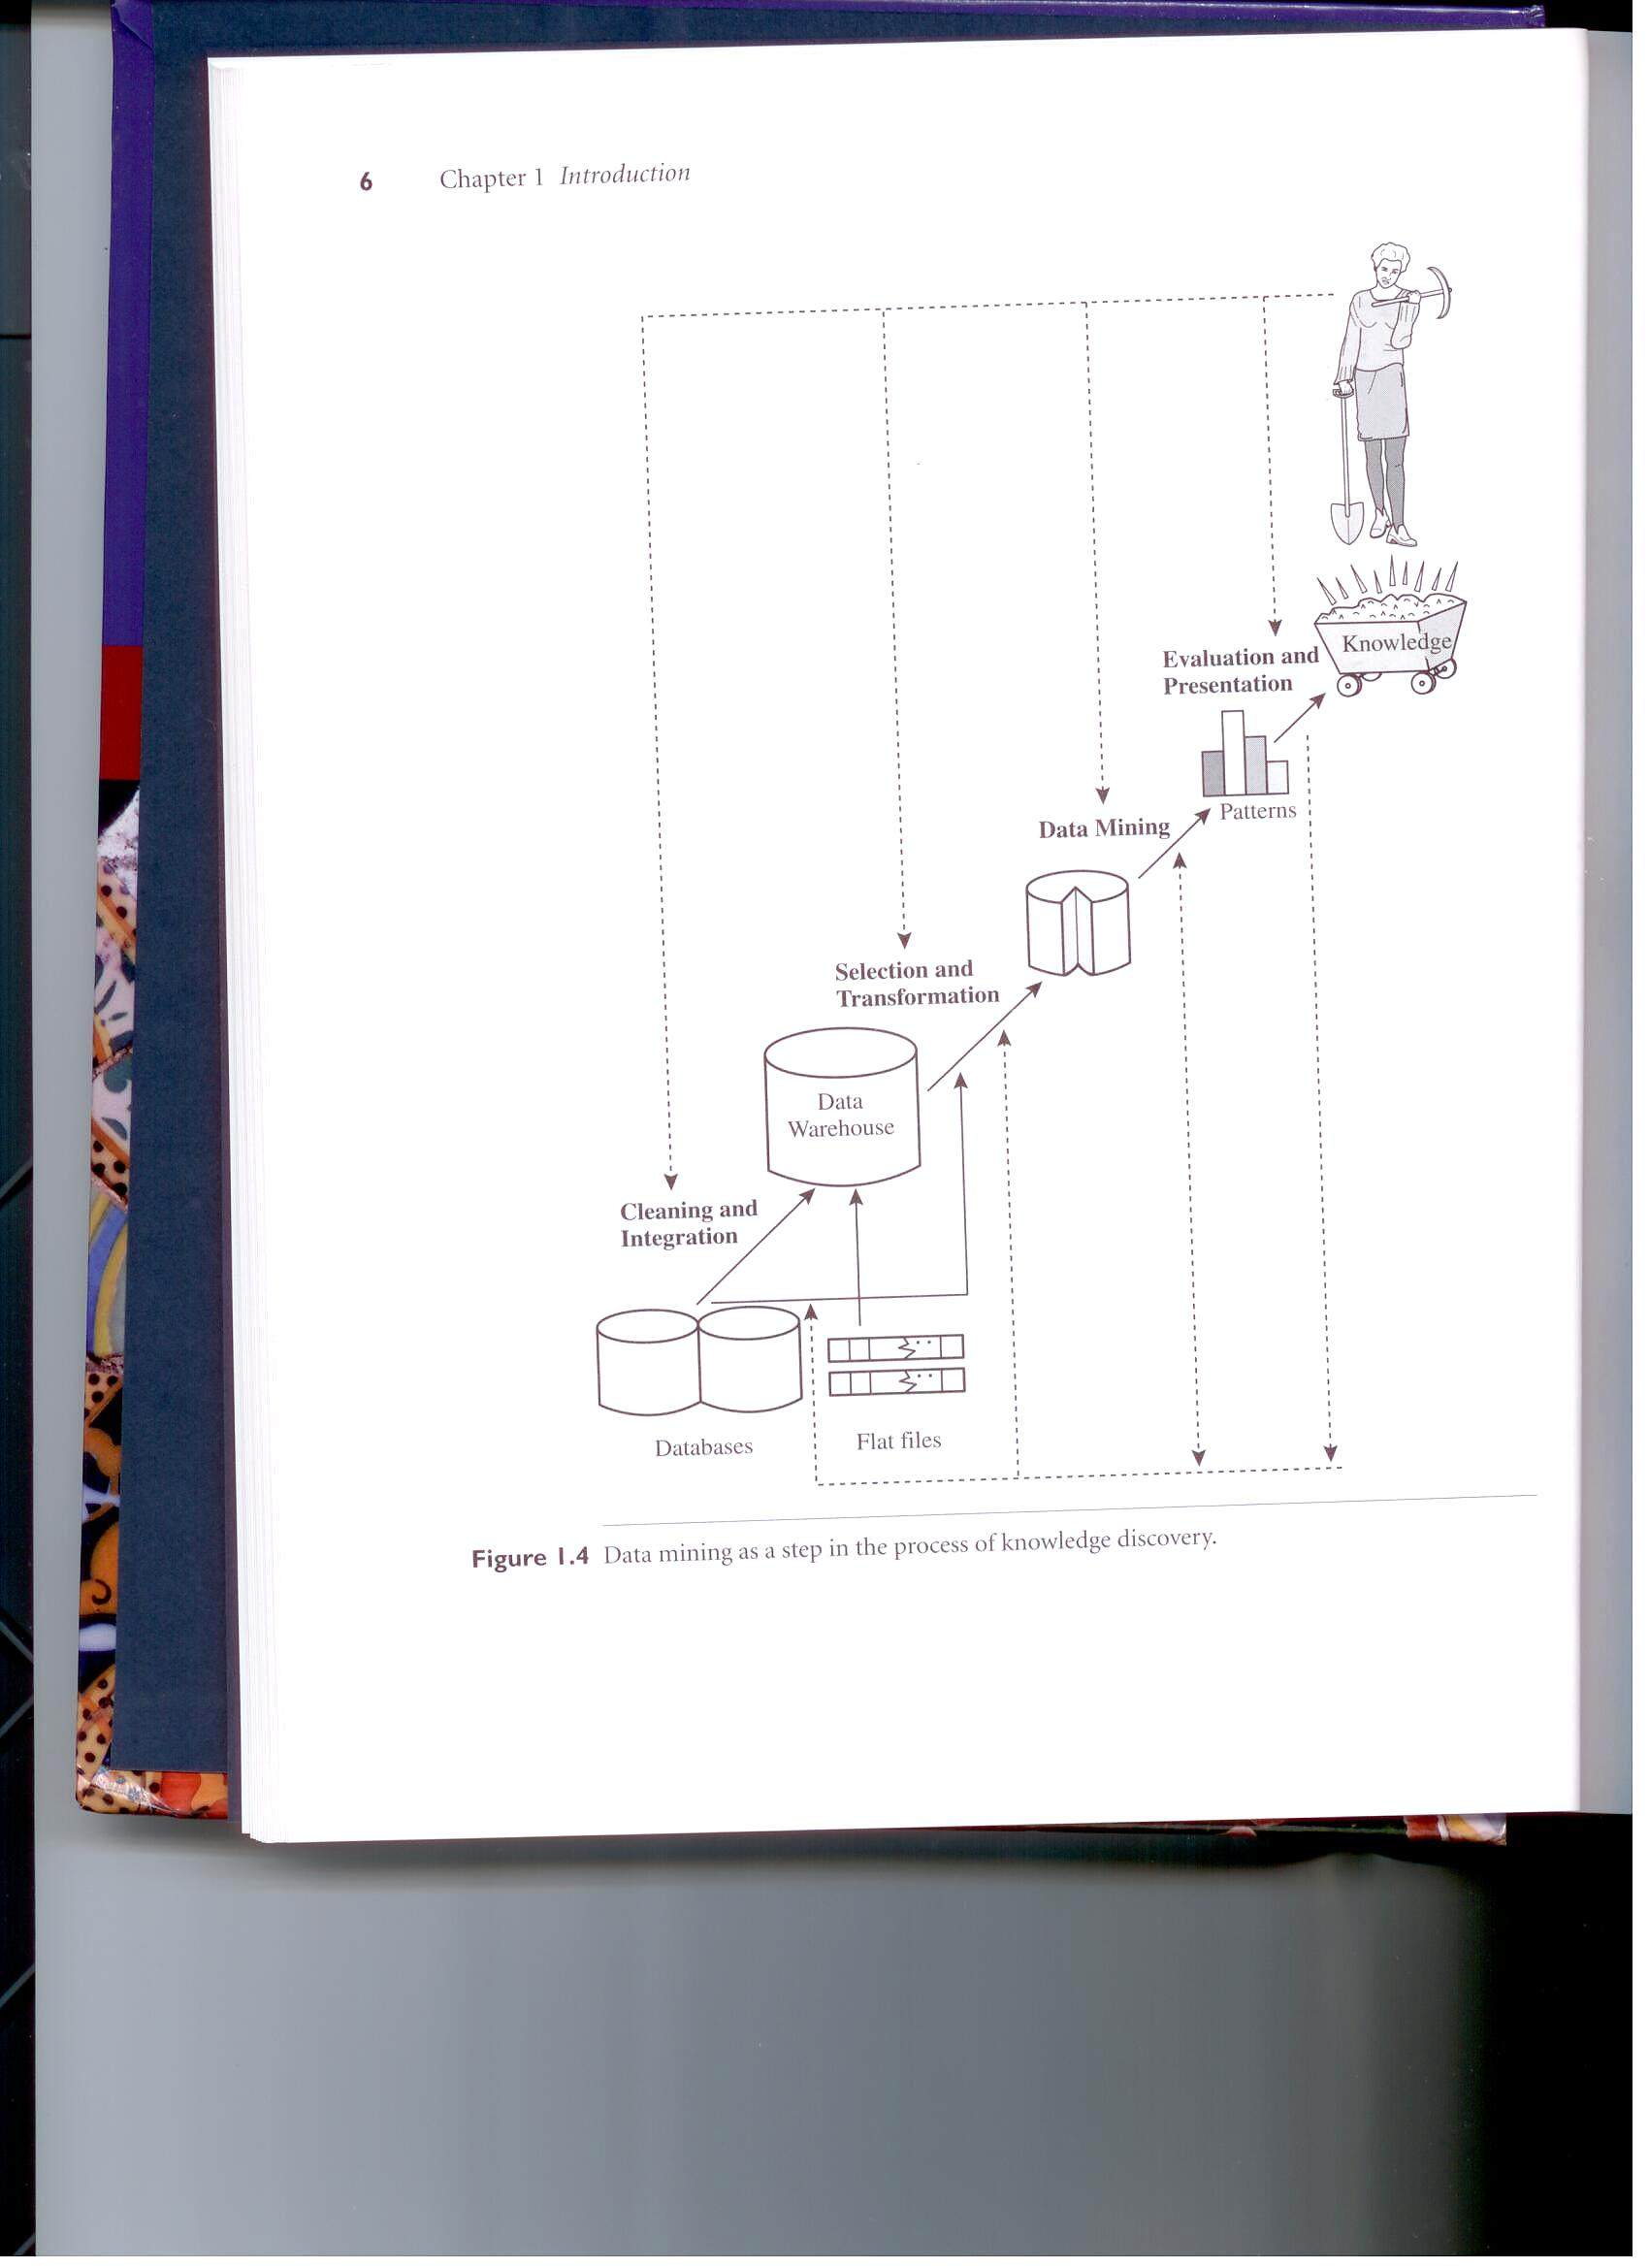 6 Chapter 1 Introduction
Evaluation and
Presentation
Knowledge
Patterns
Data Mining
Selection and
Transformation
Data
Warehouse
Cleaning and
Integration
Databases
Flat files
Figure 1.4 Data mining as a step in the process of knowledge discovery.